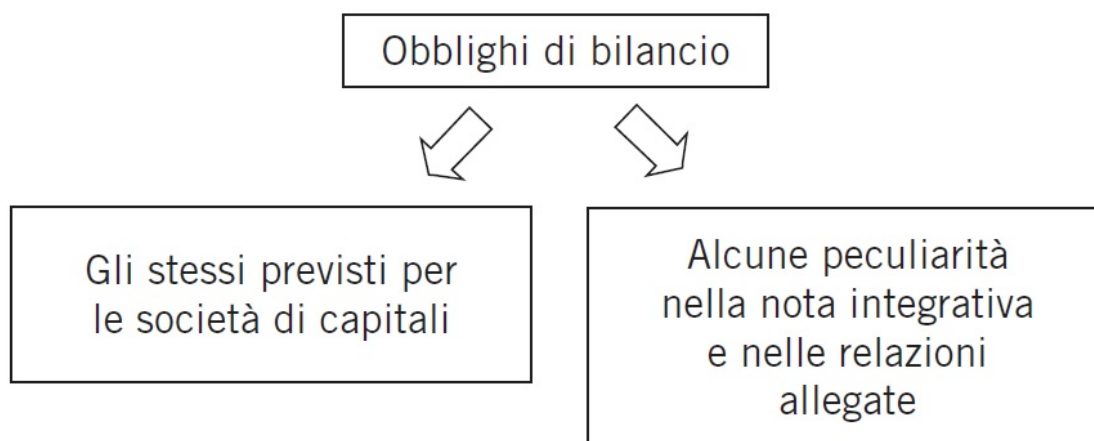 Obblighi di bilancio
Gli stessi previsti per
le società di capitali
Alcune peculiarità
nella nota integrativa
e nelle relazioni
allegate